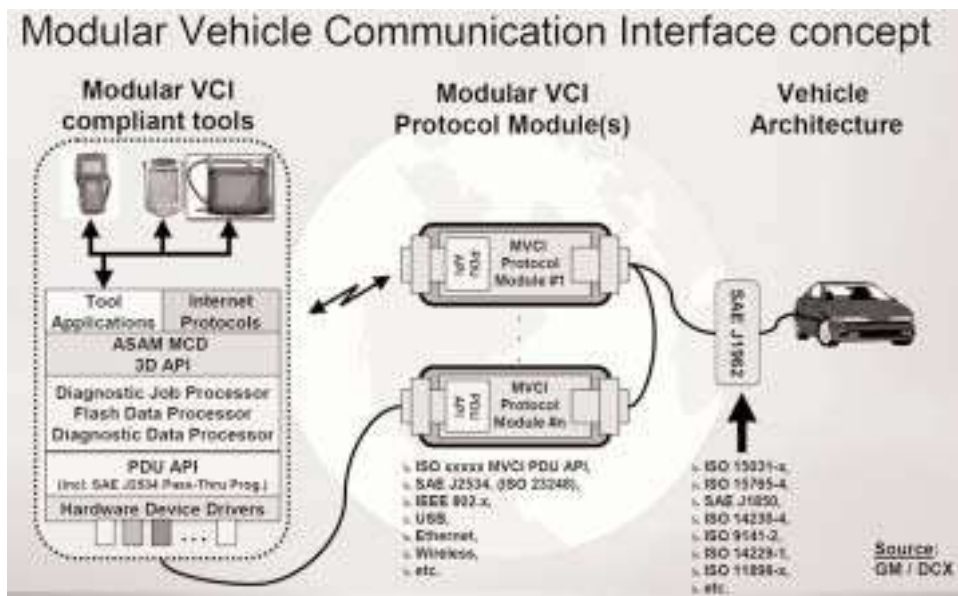 Modular Vehicle Communication Interface concept
Modular VCI
compliant tools
Tool
Applications
Internet
Protocols
ASAM MCD
3D API
Diagnostic Job Processor
Flash Data Processor
Diagnostic Data Processor
PDU API
(Incl. SAE J2534 Pass-Thru Prog.)
Hardware Device Drivers
...
Modular VCI
Protocol Module(s)
PDU
API
MVCI
Protocol
Module #1
PDU
API
MVCI
Protocol
Module #n
ISO xxxxx MVCI PDU API,
SAE J2534, (ISO 23248),
IEEE 802.x,
USB,
Ethernet,
Wireless,
etc.
Vehicle
Architecture
SAE J1962
ISO 15031-x,
ISO 15765-4,
SAE J1850,
ISO 14230-4,
ISO 9141-2,
ISO 14229-1,
ISO 11898-x,
etc.
Source:
GM / DCX